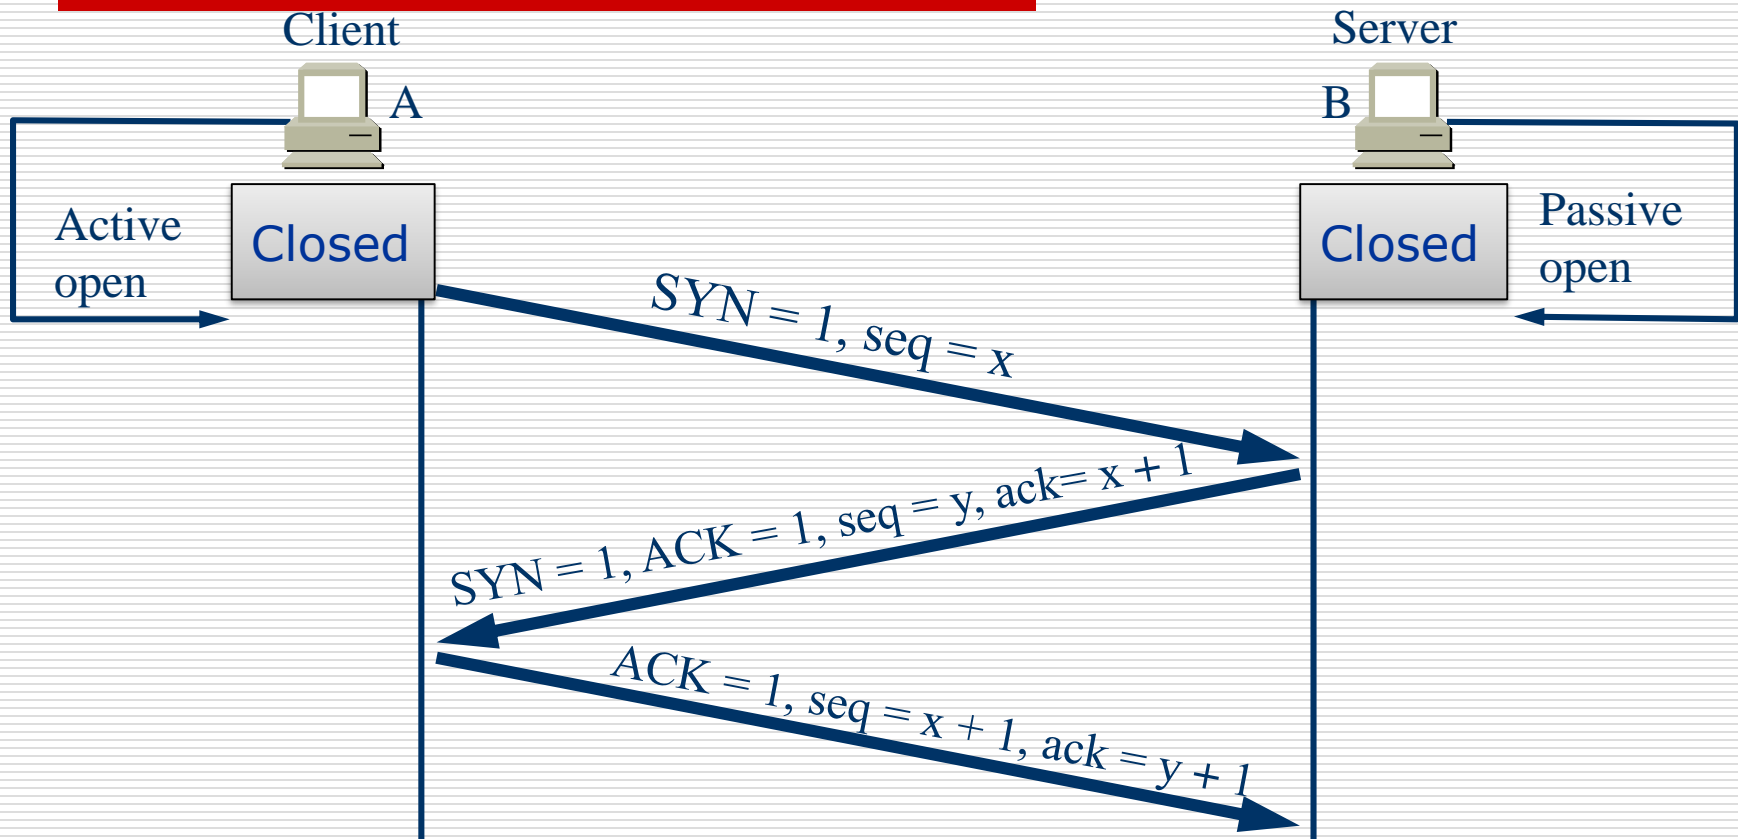 Client
Server
A
B
Active
open
Closed
Closed
Passive
open
SYN = 1, seq = x
SYN = 1, ACK = 1, seq = y, ack= x + 1
ACK = 1, seq = x + 1, ack = y + 1